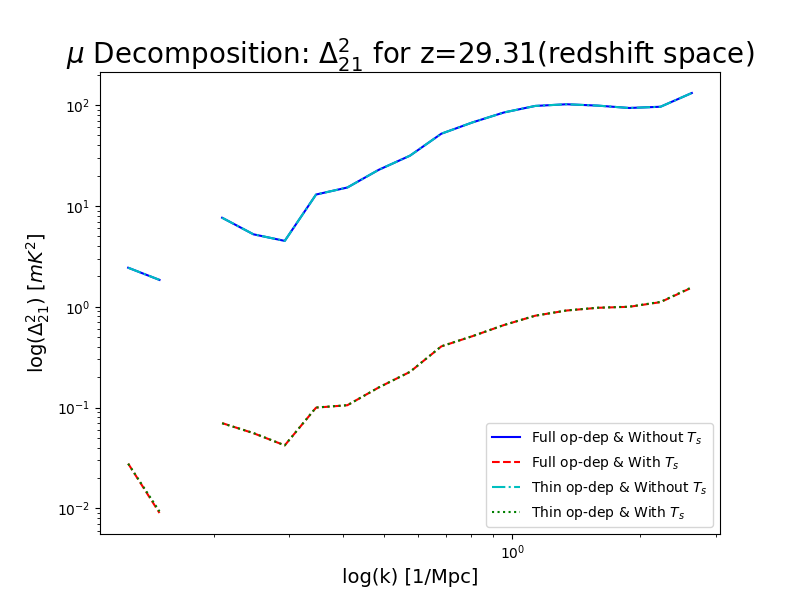 μ Decomposition: Δ²₂₁ for z=29.31(redshift space)
log(Δ²₂₁) [mK²]
10²
10¹
10⁰
10⁻¹
10⁻²
Full op-dep & Without Tₛ
Full op-dep & With Tₛ
Thin op-dep & Without Tₛ
Thin op-dep & With Tₛ
10⁰
log(k) [1/Mpc]